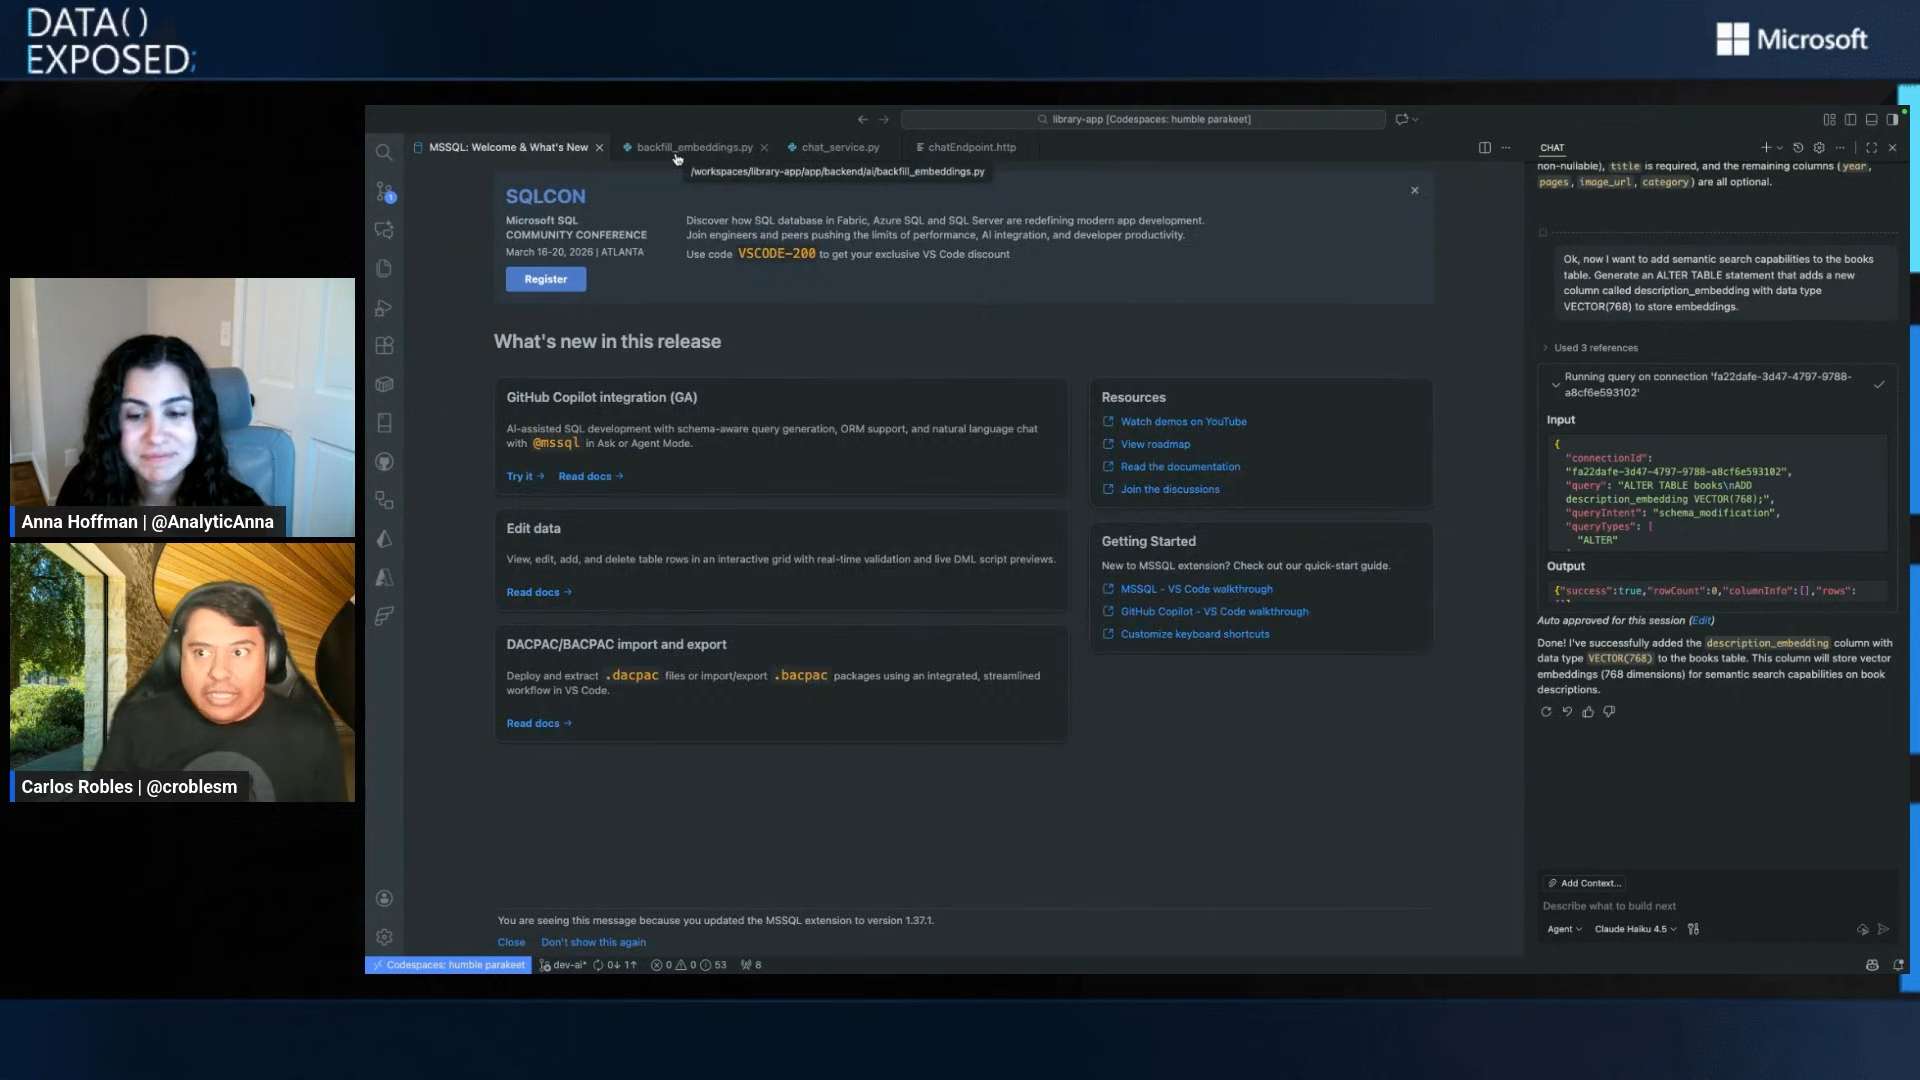 DATA()
EXPOSED;
Microsoft
library-app [Codespaces: humble parakeet]
MSSQL: Welcome & What's New
backfill_embeddings.py
chat_service.py
chatEndpoint.http
/workspaces/library-app/app/backend/ai/backfill_embeddings.py
SQLCON
Microsoft SQL
COMMUNITY CONFERENCE
March 16-20, 2026 | ATLANTA
Register
Discover how SQL database in Fabric, Azure SQL and SQL Server are redefining modern app development.
Join engineers and peers pushing the limits of performance, AI integration, and developer productivity.
Use code VSCODE-200 to get your exclusive VS Code discount
What's new in this release
GitHub Copilot integration (GA)
AI-assisted SQL development with schema-aware query generation, ORM support, and natural language chat
with @mssql in Ask or Agent Mode.
Try it → Read docs →
Edit data
View, edit, add, and delete table rows in an interactive grid with real-time validation and live DML script previews.
Read docs →
DACPAC/BACPAC import and export
Deploy and extract .dacpac files or import/export .bacpac packages using an integrated, streamlined
workflow in VS Code.
Read docs →
Resources
Watch demos on YouTube
View roadmap
Read the documentation
Join the discussions
Getting Started
New to MSSQL extension? Check out our quick-start guide.
MSSQL - VS Code walkthrough
GitHub Copilot - VS Code walkthrough
Customize keyboard shortcuts
You are seeing this message because you updated the MSSQL extension to version 1.37.1.
Close Don't show this again
CHAT
non-nullable), title is required, and the remaining columns (year,
pages, image_url, category) are all optional.
Ok, now I want to add semantic search capabilities to the books
table. Generate an ALTER TABLE statement that adds a new
column called description_embedding with data type
VECTOR(768) to store embeddings.
Used 3 references
Running query on connection 'fa22dafe-3d47-4797-9788-
a8cf6e593102'
Input
{
"connectionId":
"fa22dafe-3d47-4797-9788-a8cf6e593102",
"query": "ALTER TABLE books\nADD
description_embedding VECTOR(768);",
"queryIntent": "schema_modification",
"queryTypes": [
"ALTER"
Output
{"success":true,"rowCount":0,"columnInfo":[],"rows":
Auto approved for this session (Edit)
Done! I've successfully added the description_embedding column with
data type VECTOR(768) to the books table. This column will store vector
embeddings (768 dimensions) for semantic search capabilities on book
descriptions.
Add Context...
Describe what to build next
Agent Claude Haiku 4.5
Codespaces: humble parakeet dev-ai* 0↓ 1↑ 0 0 53 8
1
Anna Hoffman | @AnalyticAnna
Carlos Robles | @croblesm